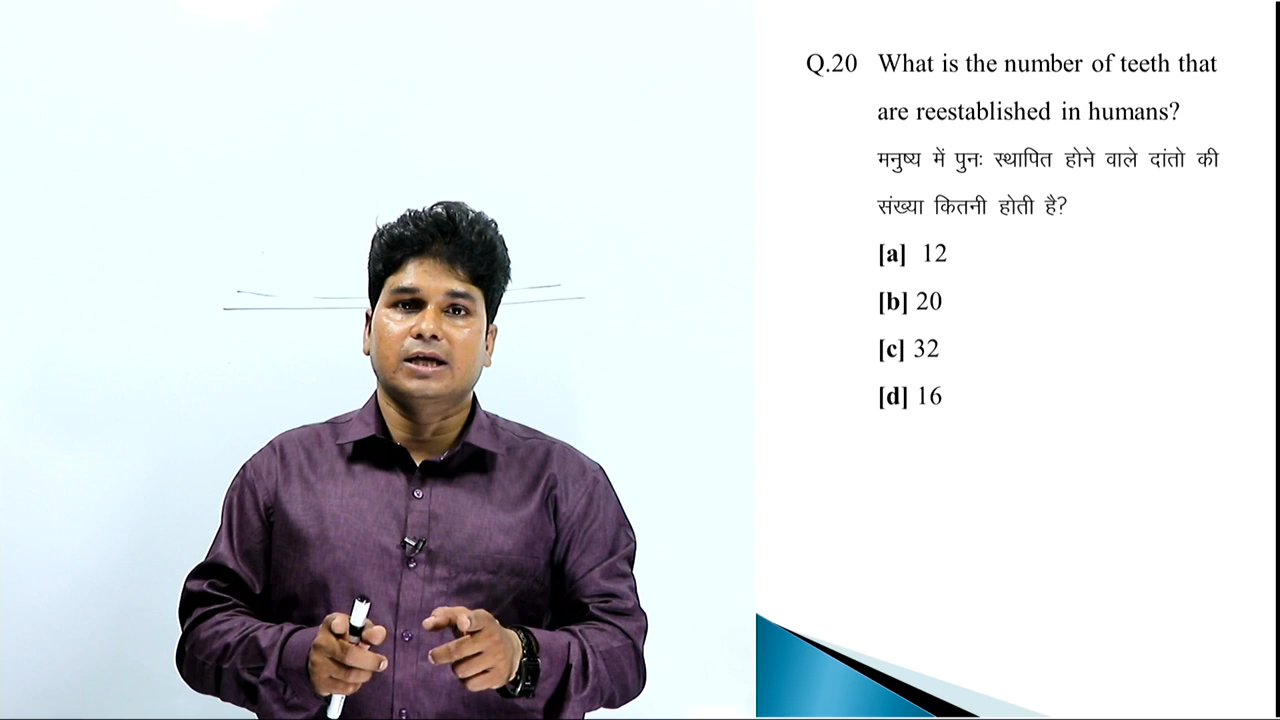 Q.20 What is the number of teeth that
are reestablished in humans?
मनुष्य में पुनः स्थापित होने वाले दांतो की
संख्या कितनी होती है?
[a] 12
[b] 20
[c] 32
[d] 16